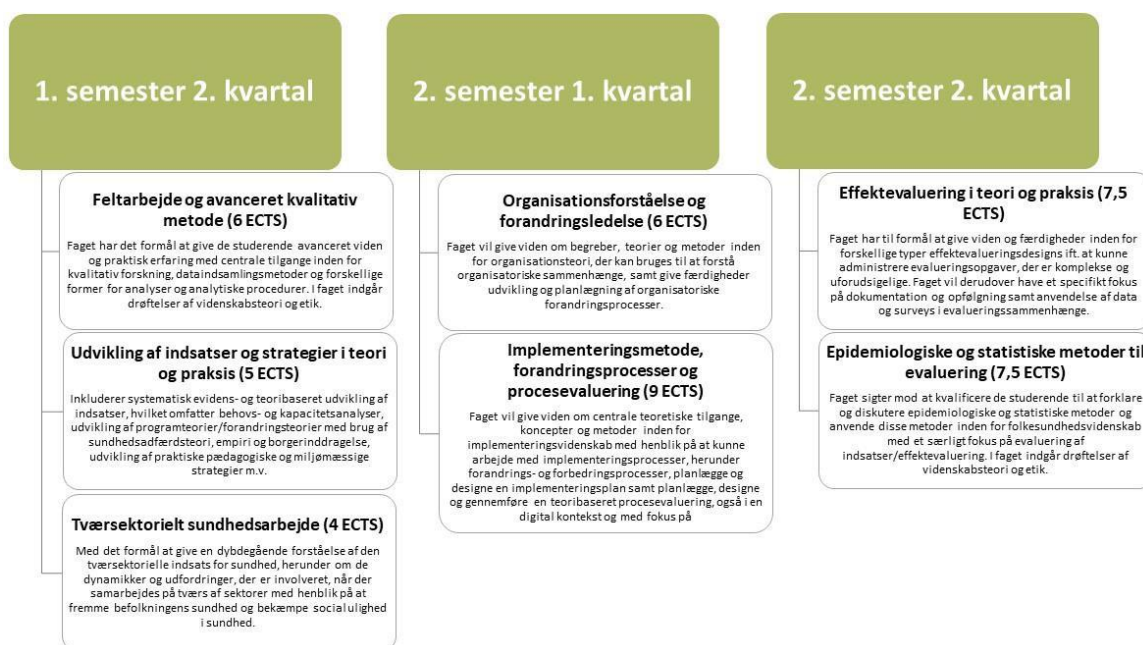 1. semester 2. kvartal
Feltarbejde og avanceret kvalitativ
metode (6 ECTS)
Faget har det formål at give de studerende avanceret viden
og praktisk erfaring med centrale tilgange inden for
kvalitativ forskning, dataindsamlingsmetoder og forskellige
former for analyser og analytiske procedurer. I faget indgår
drøftelser af videnskabsteori og etik.
Udvikling af indsatser og strategier i teori
og praksis (5 ECTS)
Inkluderer systematisk evidens- og teoribaseret udvikling af
indsatser, hvilket omfatter behovs- og kapacitetsanalyser,
udvikling af programteorier/forandringsteorier med brug af
sundhedsadfærdsteori, empiri og borgerinddragelse,
udvikling af praktiske pædagogiske og miljømæssige
strategier m.v.
Tværsektorielt sundhedsarbejde (4 ECTS)
Med det formål at give en dybdegående forståelse af den
tværsektorielle indsats for sundhed, herunder om de
dynamikker og udfordringer, der er involveret, når der
samarbejdes på tværs af sektorer med henblik på at
fremme befolkningens sundhed og bekæmpe social ulighed
i sundhed.
2. semester 1. kvartal
Organisationsforståelse og
forandringsledelse (6 ECTS)
Faget vil give viden om begreber, teorier og metoder inden
for organisationsteori, der kan bruges til at forstå
organisatoriske sammenhænge, samt give færdigheder
udvikling og planlægning af organisatoriske
forandringsprocesser.
Implementeringsmetode,
forandringsprocesser og
procesevaluering (9 ECTS)
Faget vil give viden om centrale teoretiske tilgange,
koncepter og metoder inden for
implementeringsvidenskab med henblik på at kunne
arbejde med implementeringsprocesser, herunder
forandrings- og forbedringsprocesser, planlægge og
designe en implementeringsplan samt planlægge, designe
og gennemføre en teoribaseret procesevaluering, også i en
digital kontekst og med fokus på
2. semester 2. kvartal
Effektevaluering i teori og praksis (7,5
ECTS)
Faget har til formål at give viden og færdigheder inden for
forskellige typer effektevalueringsdesigns ift. at kunne
administrere evalueringsopgaver, der er komplekse og
uforudsigelige. Faget vil derudover have et specifikt fokus
på dokumentation og opfølgning samt anvendelse af data
og surveys i evalueringssammenhænge.
Epidemiologiske og statistiske metoder til
evaluering (7,5 ECTS)
Faget sigter mod at kvalificere de studerende til at forklare
og diskutere epidemiologiske og statistiske metoder og
anvende disse metoder inden for folkesundhedsvidenskab
med et særligt fokus på evaluering af
indsatser/effektevaluering. I faget indgår drøftelser af
videnskabsteori og etik.